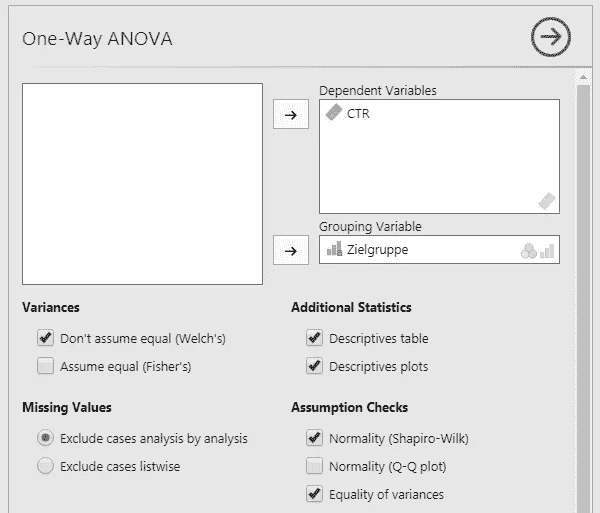 One-Way ANOVA
Dependent Variables
CTR
Grouping Variable
Zielgruppe
Variances
Don't assume equal (Welch's)
Assume equal (Fisher's)
Missing Values
Exclude cases analysis by analysis
Exclude cases listwise
Additional Statistics
Descriptives table
Descriptives plots
Assumption Checks
Normality (Shapiro-Wilk)
Normality (Q-Q plot)
Equality of variances